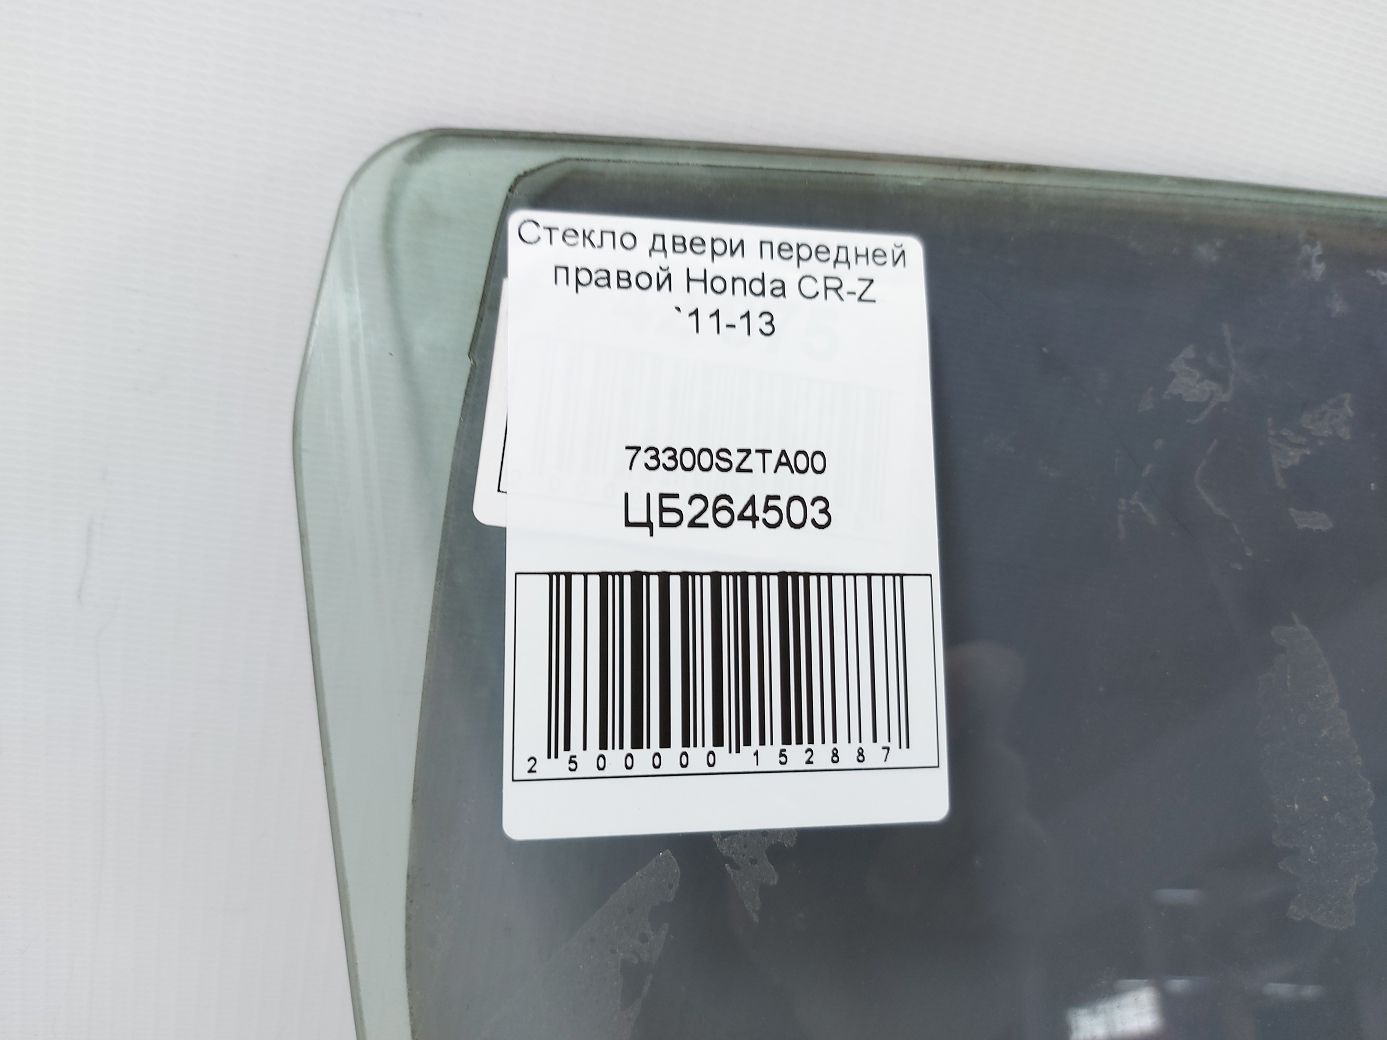 Стекло двери передней
правой Honda CR-Z
`11-13
73300SZTA00
ЦБ264503
2 500000 152887